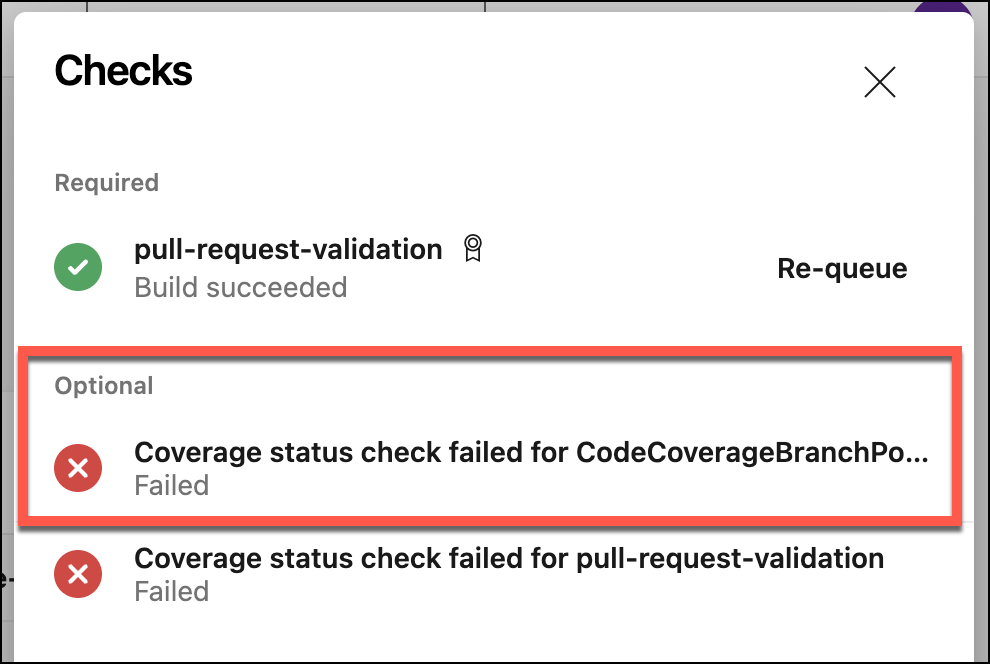 Checks
Required
pull-request-validation
Build succeeded
Re-queue
Optional
Coverage status check failed for CodeCoverageBranchPo...
Failed
Coverage status check failed for pull-request-validation
Failed